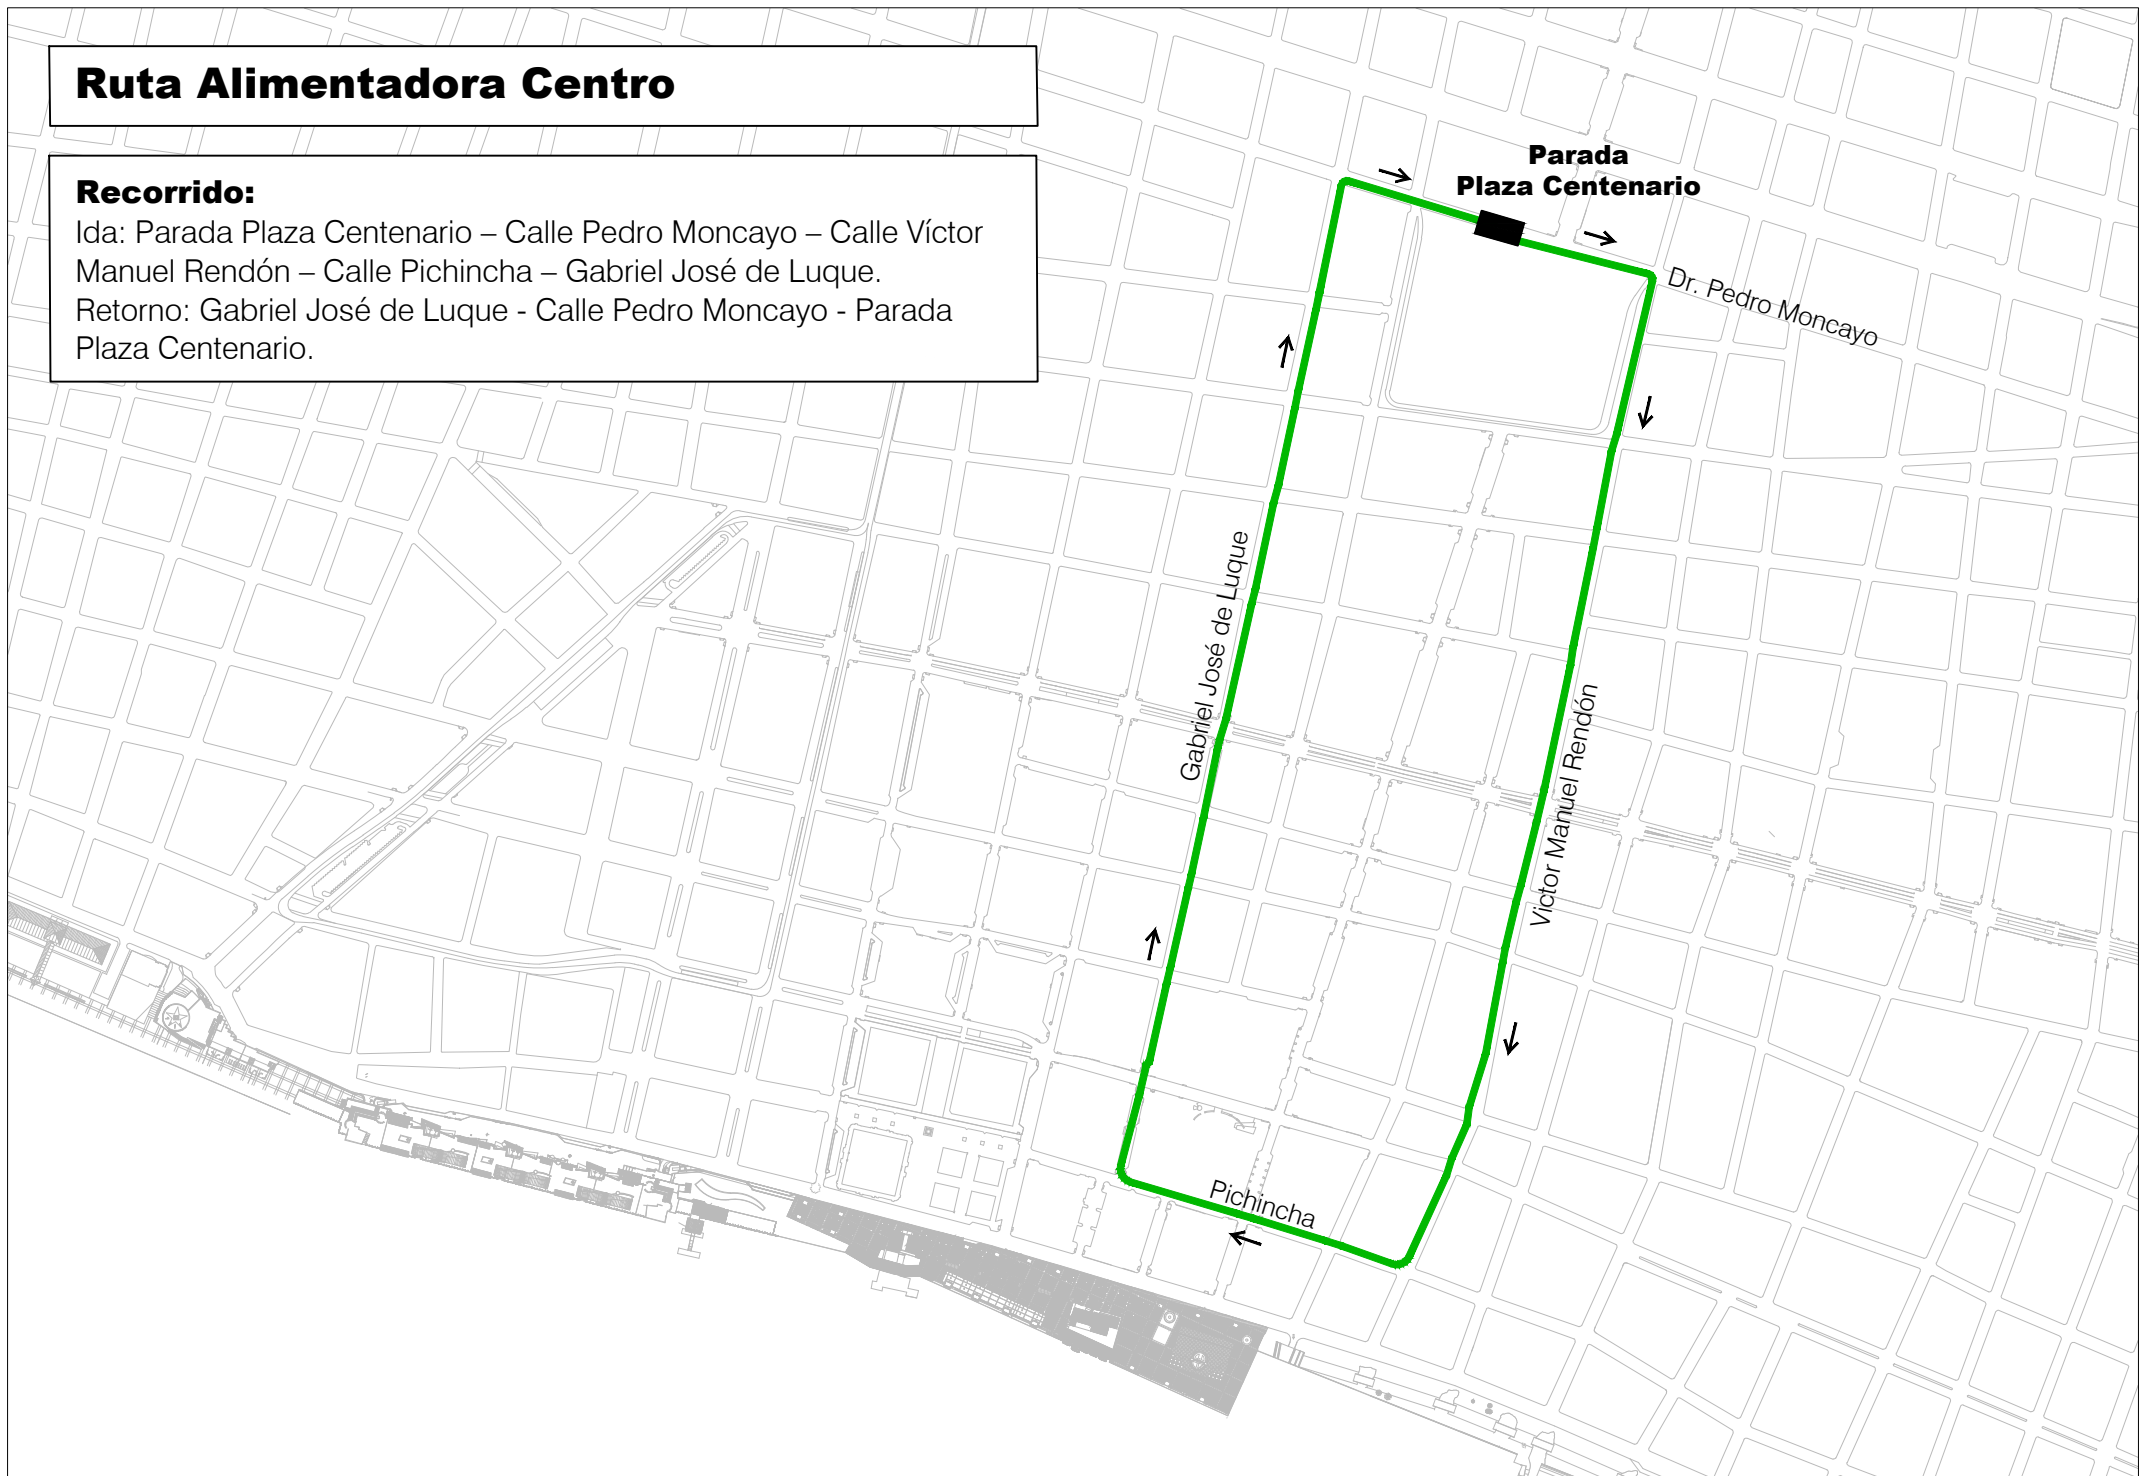 Ruta Alimentadora Centro
Recorrido:
Ida: Parada Plaza Centenario – Calle Pedro Moncayo – Calle Víctor
Manuel Rendón – Calle Pichincha – Gabriel José de Luque.
Retorno: Gabriel José de Luque - Calle Pedro Moncayo - Parada
Plaza Centenario.
Parada
Plaza Centenario
Dr. Pedro Moncayo
Gabriel José de Luque
Victor Manuel Rendón
Pichincha